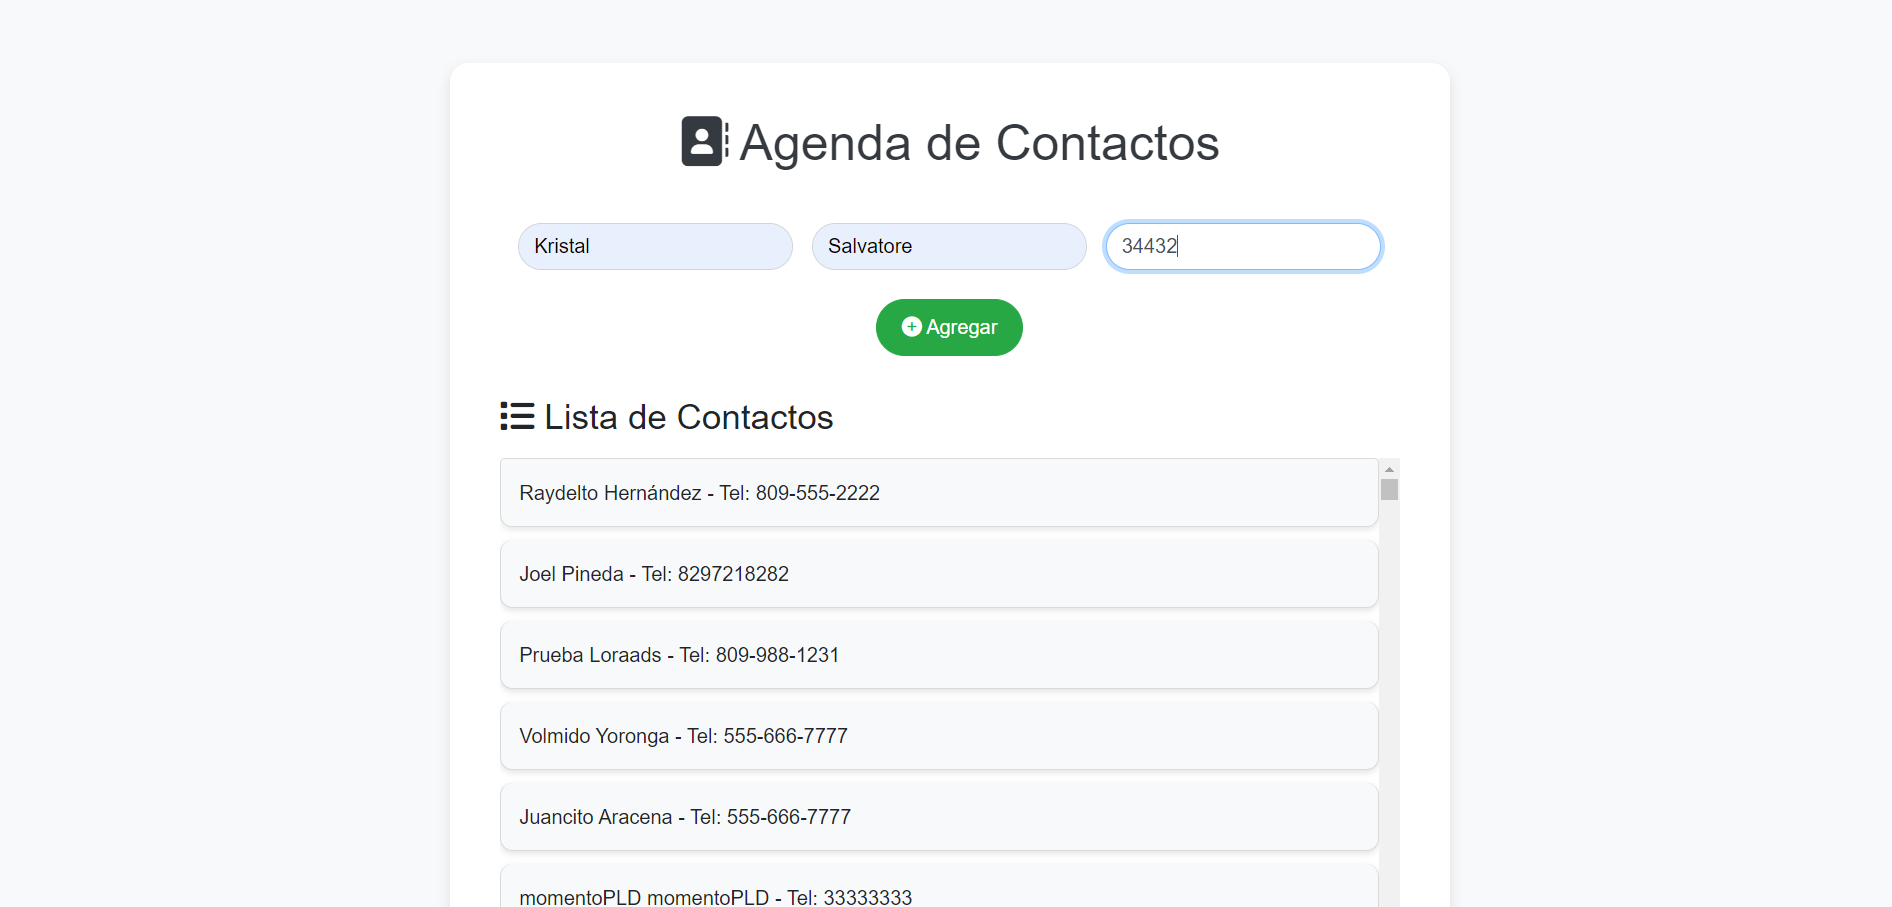 Agenda de Contactos
Kristal Salvatore 34432
Agregar
Lista de Contactos
Raydelto Hernández - Tel: 809-555-2222
Joel Pineda - Tel: 8297218282
Prueba Loraads - Tel: 809-988-1231
Volmido Yoronga - Tel: 555-666-7777
Juancito Aracena - Tel: 555-666-7777
momentoPLD momentoPLD - Tel: 33333333